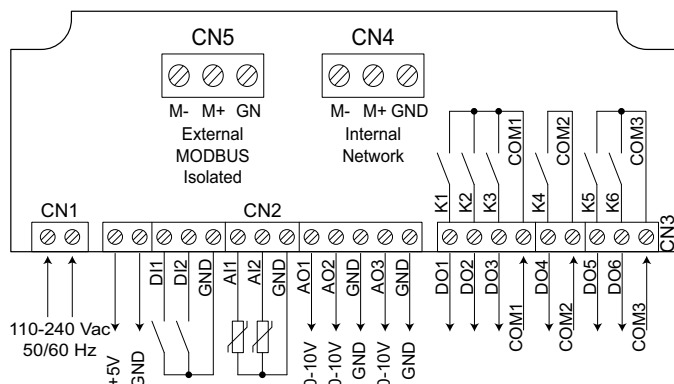 CN5
CN4
M- M+ GN
M- M+ GND
External
MODBUS
Isolated
Internal
Network
K1
K2
K3
COM1
K4
COM2
K5
K6
COM3
CN1
CN2
CN3
DI1
DI2
GND
AI1
AI2
GND
AO1
AO2
GND
AO3
GND
DO1
DO2
DO3
COM1
DO4
COM2
DO5
DO6
COM3
110-240 Vac
50/60 Hz
+5V
GND
0-10V
0-10V
GND
0-10V
GND